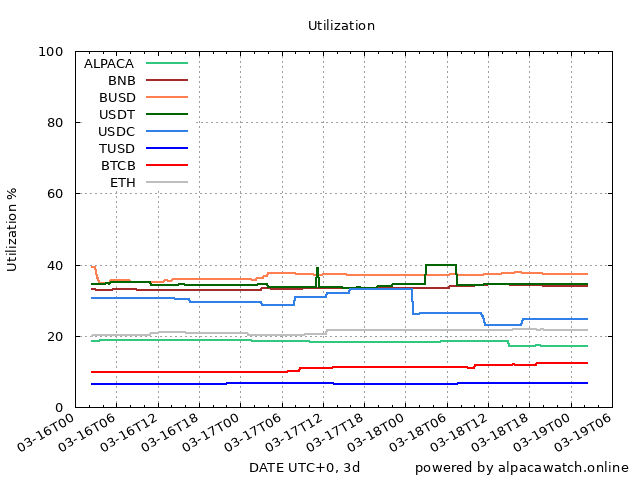 Utilization
100
80
60
40
20
0
Utilization %
ALPACA
BNB
BUSD
USDT
USDC
TUSD
BTCB
ETH
03-16T00
03-16T06
03-16T12
03-16T18
03-17T00
03-17T06
03-17T12
03-17T18
03-18T00
03-18T06
03-18T12
03-18T18
03-19T00
03-19T06
DATE UTC+0, 3d
powered by alpacawatch.online